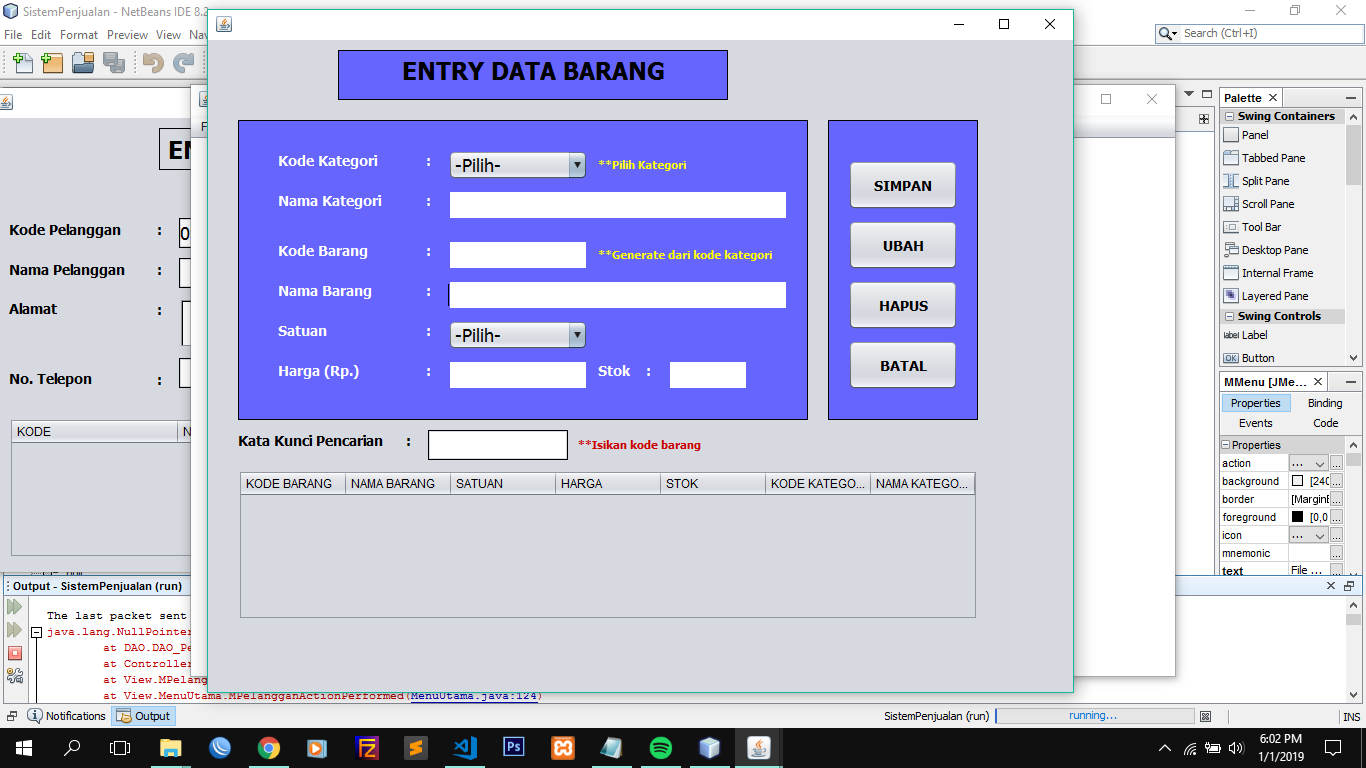 SistemPenjualan - NetBeans IDE 8.2
File Edit Format Preview View
Search (Ctrl+I)
ENTRY DATA BARANG
Kode Kategori : -Pilih- **Pilih Kategori
Nama Kategori :
Kode Barang : **Generate dari kode kategori
Nama Barang :
Satuan : -Pilih-
Harga (Rp.) : Stok :
SIMPAN
UBAH
HAPUS
BATAL
Kata Kunci Pencarian : **Isikan kode barang
KODE BARANG NAMA BARANG SATUAN HARGA STOK KODE KATEGO... NAMA KATEGO...
Kode Pelanggan : 0
Nama Pelanggan :
Alamat :
No. Telepon :
KODE
Palette
Swing Containers
Panel
Tabbed Pane
Split Pane
Scroll Pane
Tool Bar
Desktop Pane
Internal Frame
Layered Pane
Swing Controls
label Label
OK Button
MMenu [JMe...
Properties Binding
Events Code
Properties
action ...
background [240
border [MarginB
foreground [0,0
icon ...
mnemonic
text File ...
Output - SistemPenjualan (run)
The last packet sent
java.lang.NullPointer
at DAO.DAO_Pe
at Controller
at View.MPelang
at View.MenuUtama.MPelangganActionPerformed(MenuUtama.java:124)
Notifications Output
SistemPenjualan (run) running... INS
6:02 PM
1/1/2019